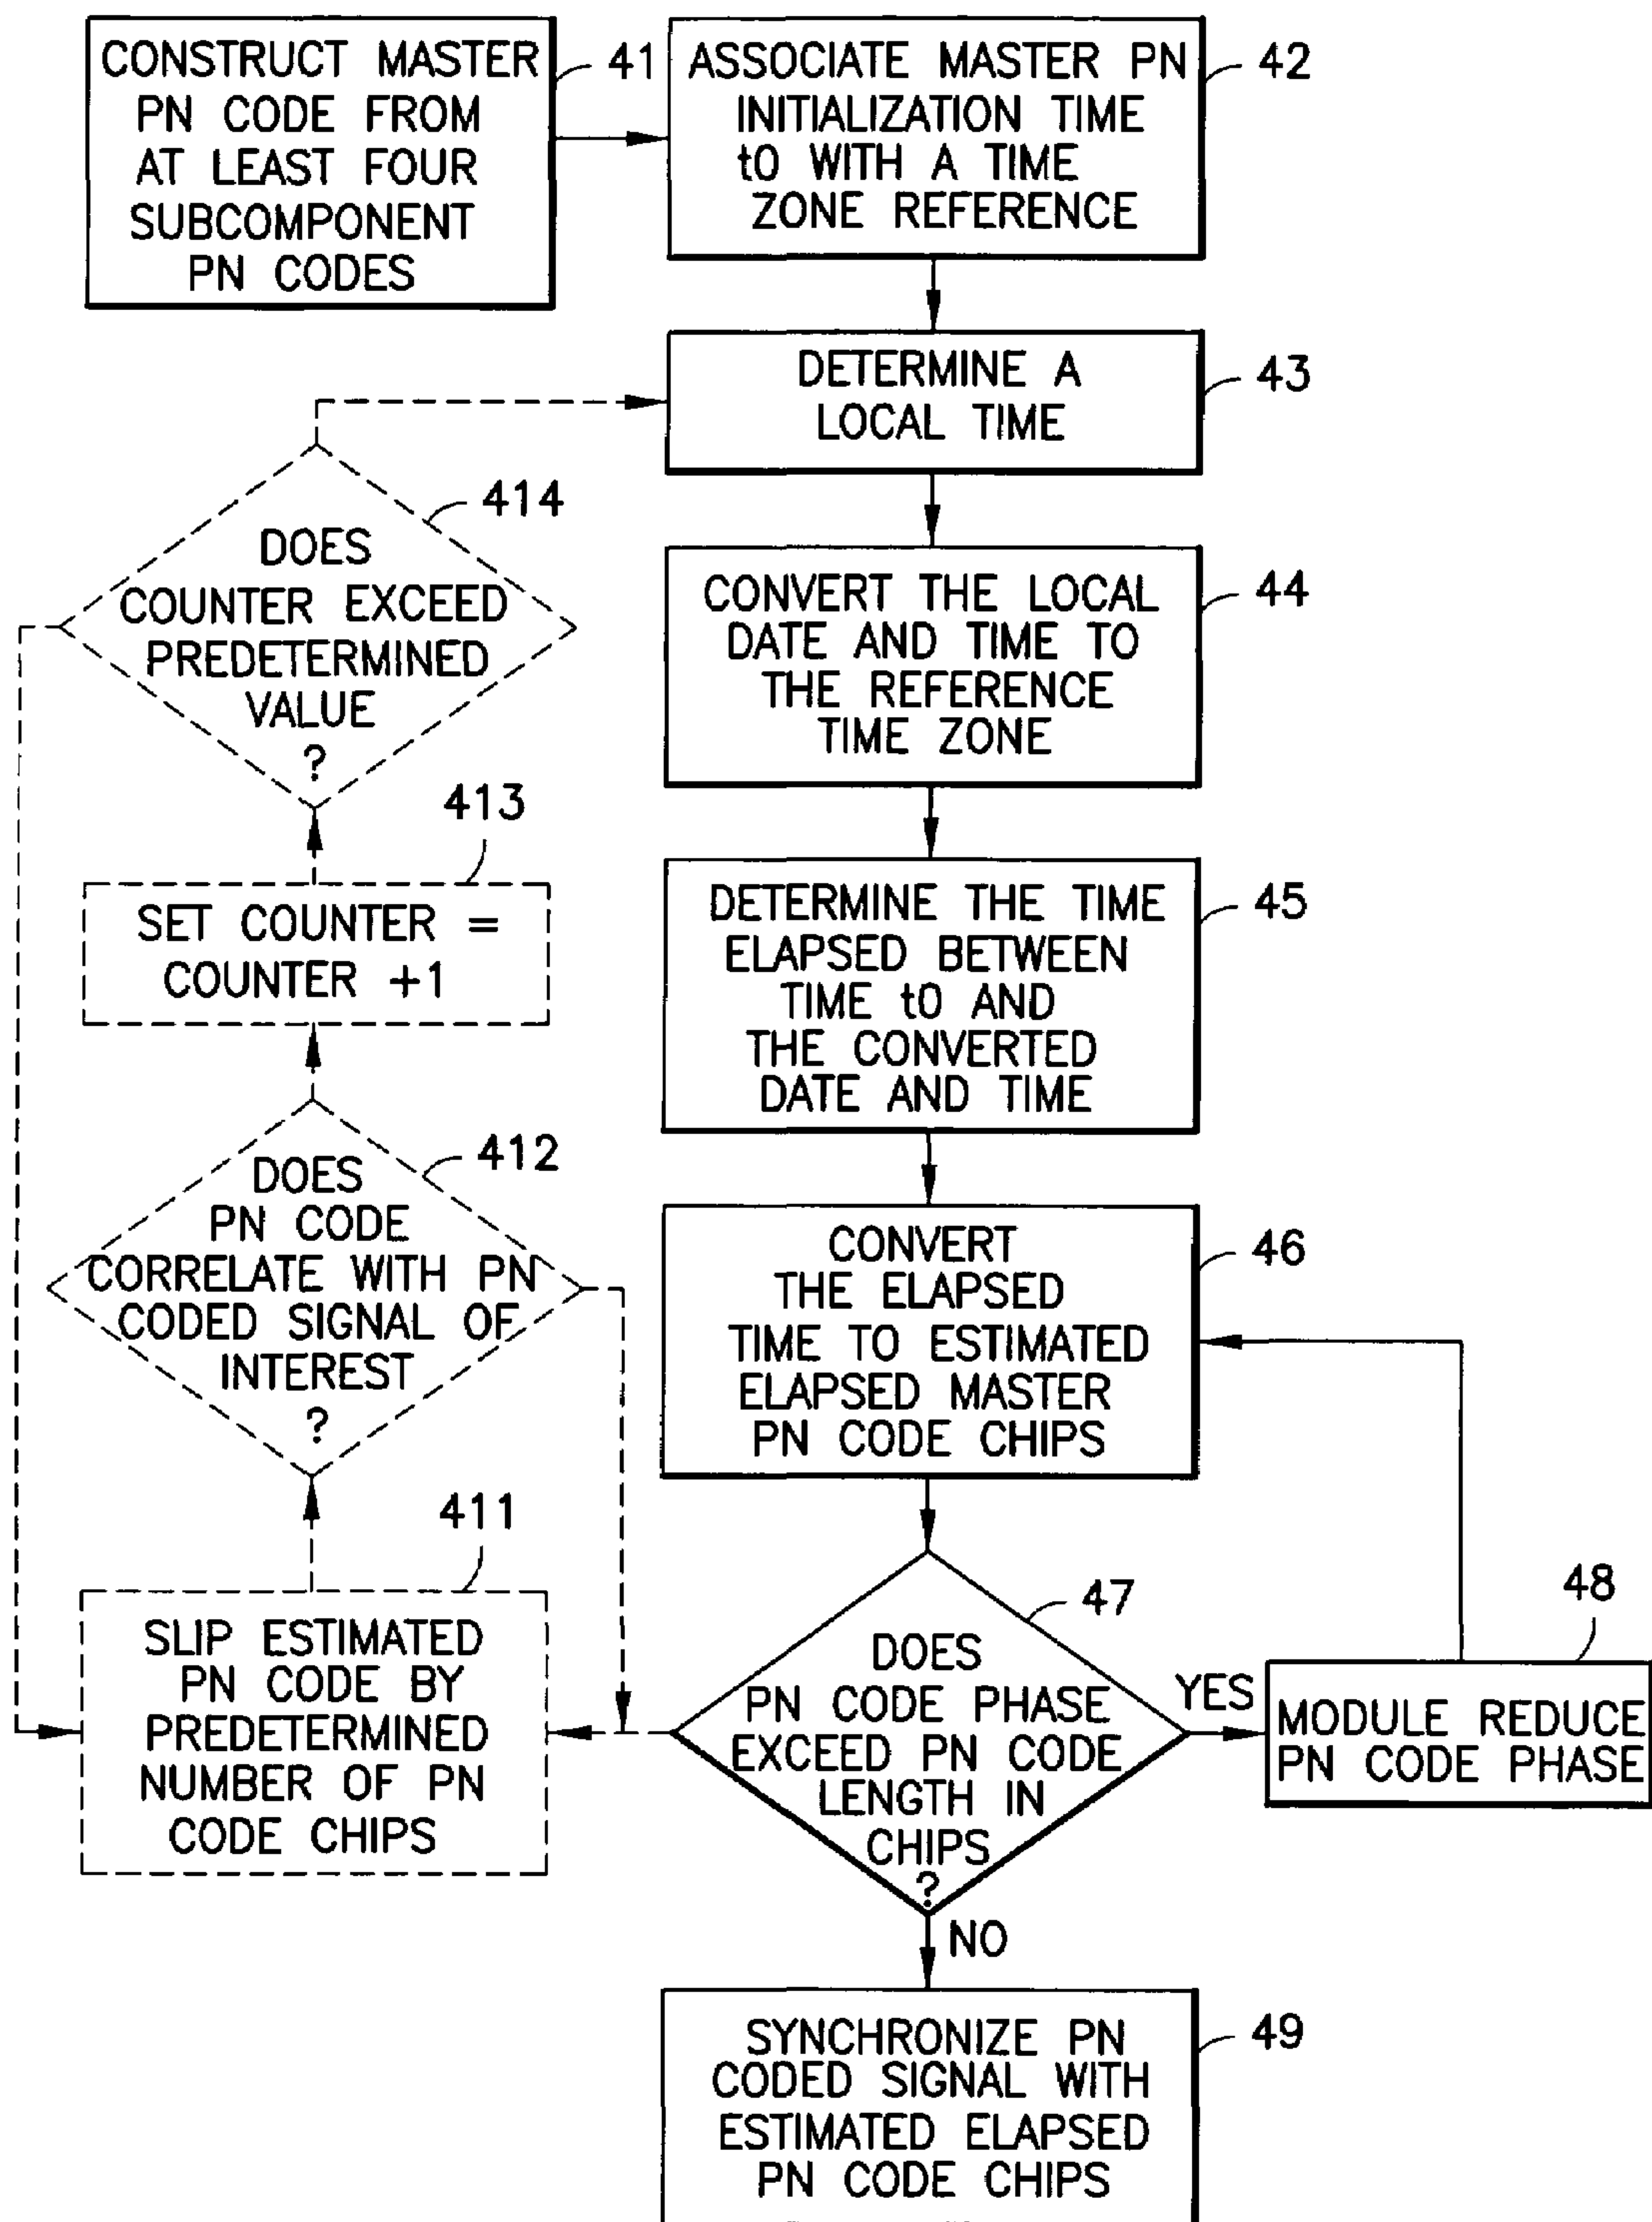 CONSTRUCT MASTER
PN CODE FROM
AT LEAST FOUR
SUBCOMPONENT
PN CODES
41
ASSOCIATE MASTER PN
INITIALIZATION TIME
t0 WITH A TIME
ZONE REFERENCE
42
DETERMINE A
LOCAL TIME
43
CONVERT THE LOCAL
DATE AND TIME TO
THE REFERENCE
TIME ZONE
44
DETERMINE THE TIME
ELAPSED BETWEEN
TIME t0 AND
THE CONVERTED
DATE AND TIME
45
CONVERT
THE ELAPSED
TIME TO ESTIMATED
ELAPSED MASTER
PN CODE CHIPS
46
DOES
PN CODE PHASE
EXCEED PN CODE
LENGTH IN
CHIPS
?
47
YES
MODULE REDUCE
PN CODE PHASE
48
NO
SYNCHRONIZE PN
CODED SIGNAL WITH
ESTIMATED ELAPSED
PN CODE CHIPS
49
SLIP ESTIMATED
PN CODE BY
PREDETERMINED
NUMBER OF PN
CODE CHIPS
411
DOES
PN CODE
CORRELATE WITH PN
CODED SIGNAL OF
INTEREST
?
412
SET COUNTER =
COUNTER +1
413
DOES
COUNTER EXCEED
PREDETERMINED
VALUE
?
414